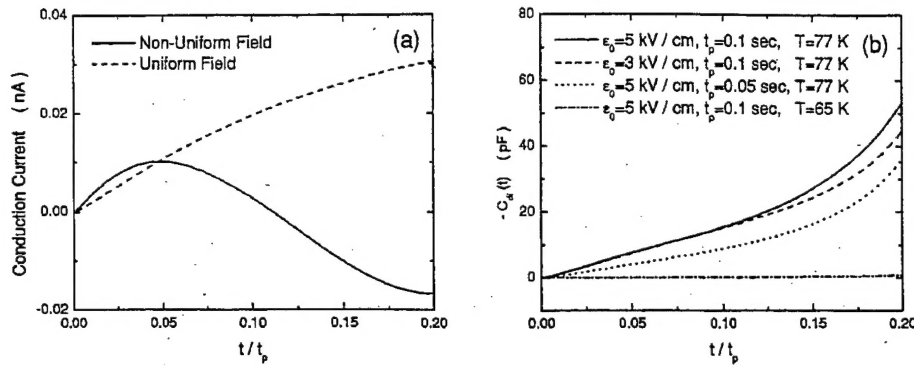 (a)
Non-Uniform Field
Uniform Field
Conduction Current ( nA )
0.04
0.02
0.00
-0.02
0.00 0.05 0.10 0.15 0.20
t / t_p
(b)
ε₀=5 kV / cm, t_p=0.1 sec, T=77 K
ε₀=3 kV / cm, t_p=0.1 sec, T=77 K
ε₀=5 kV / cm, t_p=0.05 sec, T=77 K
ε₀=5 kV / cm, t_p=0.1 sec, T=65 K
(t) (pF)
80
60
40
20
0
0.00 0.05 0.10 0.15 0.20
t / t_p